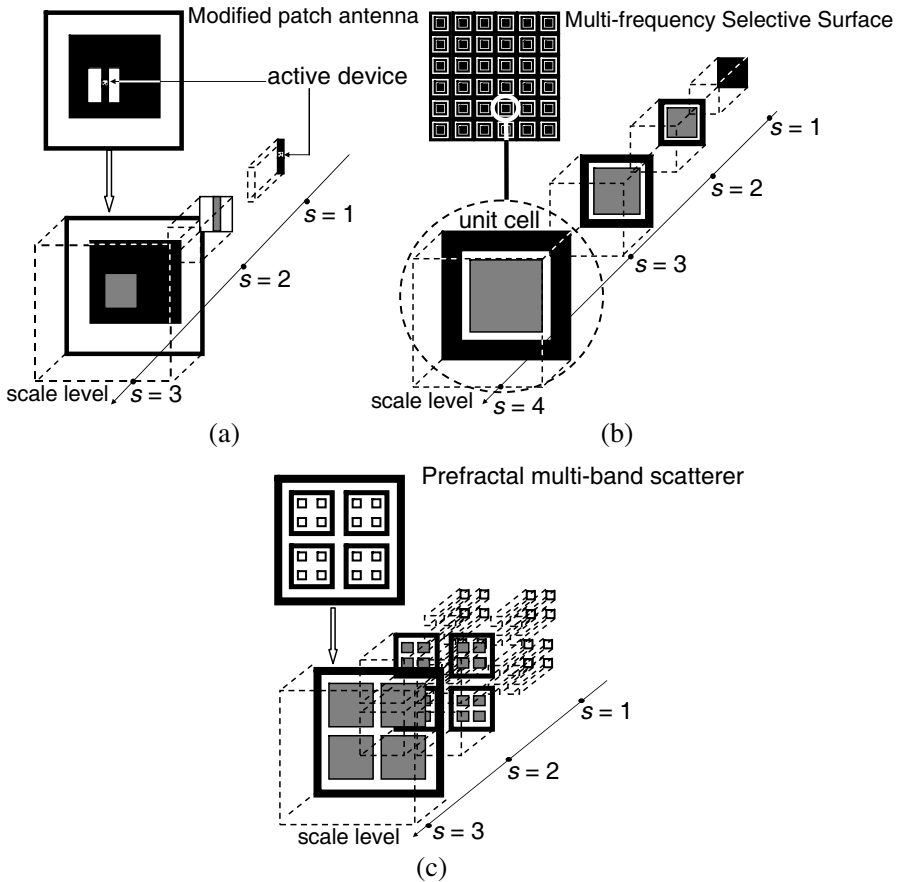 Modified patch antenna
active device
s = 1
s = 2
s = 3
scale level
(a)
Multi-frequency Selective Surface
unit cell
s = 1
s = 2
s = 3
s = 4
scale level
(b)
Prefractal multi-band scatterer
s = 1
s = 2
s = 3
scale level
(c)